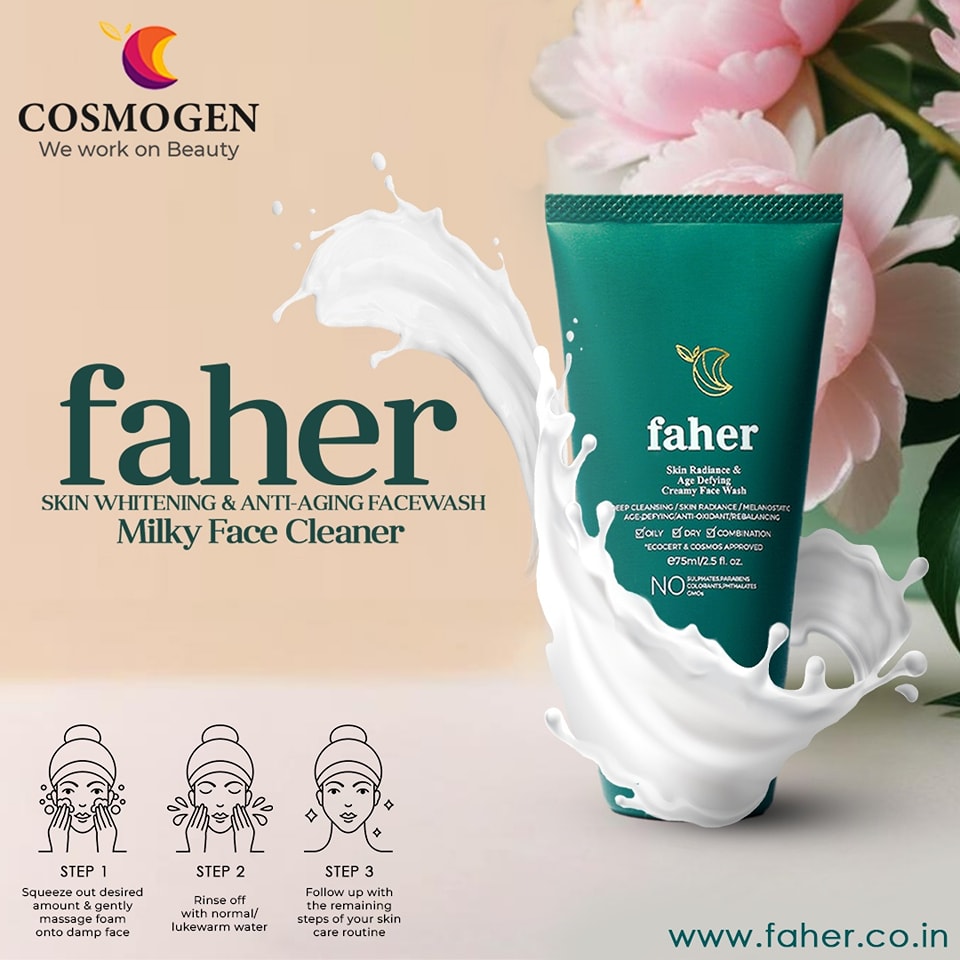 COSMOGEN
We work on Beauty
faher
SKIN WHITENING & ANTI-AGING FACEWASH
Milky Face Cleaner
faher
Skin Radiance &
Age Defying
Creamy Face Wash
EEP CLEANSING / SKIN RADIANCE / MELANOSTATIC
AGE-DEFYING/ANTI-OXIDANT/REBALANCING
☑OILY ☑DRY ☑COMBINATION
*ECOCERT & COSMOS APPROVED
℮75ml/2.5 fl. oz.
NO SULPHATES,PARABENS
COLORANTS,PHTHALATES
GMOs
STEP 1
Squeeze out desired
amount & gently
massage foam
onto damp face
STEP 2
Rinse off
with normal/
lukewarm water
STEP 3
Follow up with
the remaining
steps of your skin
care routine
www.faher.co.in